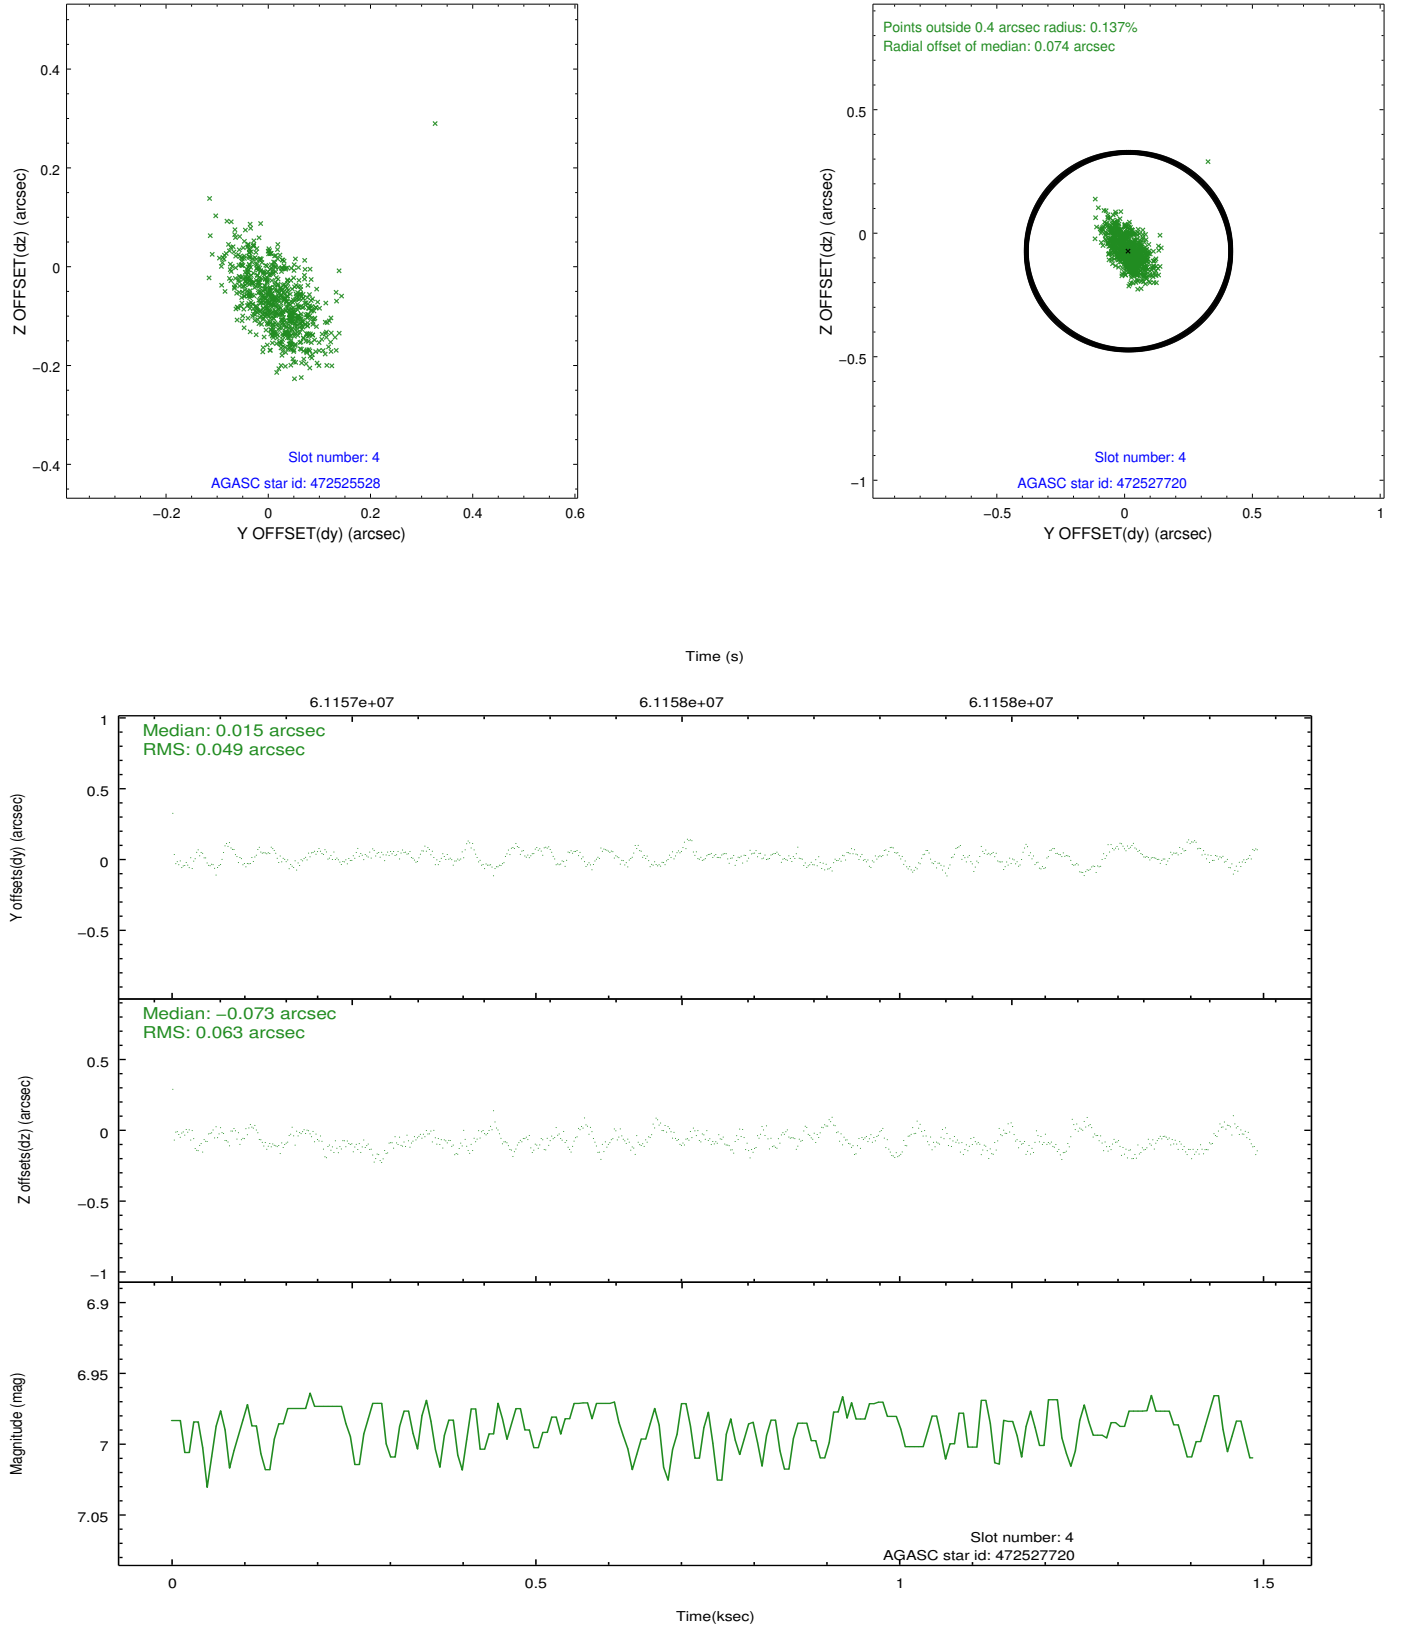 0.4
0.2
0
−0.2
−0.4
Z OFFSET(dz) (arcsec)
Slot number: 4
AGASC star id: 472525528
−0.2 0 0.2 0.4 0.6
Y OFFSET(dy) (arcsec)
Points outside 0.4 arcsec radius: 0.137%
Radial offset of median: 0.074 arcsec
0.5
0
−0.5
−1
Z OFFSET(dz) (arcsec)
Slot number: 4
AGASC star id: 472527720
−0.5 0 0.5 1
Y OFFSET(dy) (arcsec)
Time (s)
6.1157e+07 6.1158e+07 6.1158e+07
Median: 0.015 arcsec
RMS: 0.049 arcsec
1
0.5
0
−0.5
Y offsets(dy) (arcsec)
Median: −0.073 arcsec
RMS: 0.063 arcsec
0.5
0
−0.5
−1
Z offsets(dz) (arcsec)
6.9
6.95
7
7.05
Magnitude (mag)
Slot number: 4
AGASC star id: 472527720
0 0.5 1 1.5
Time(ksec)